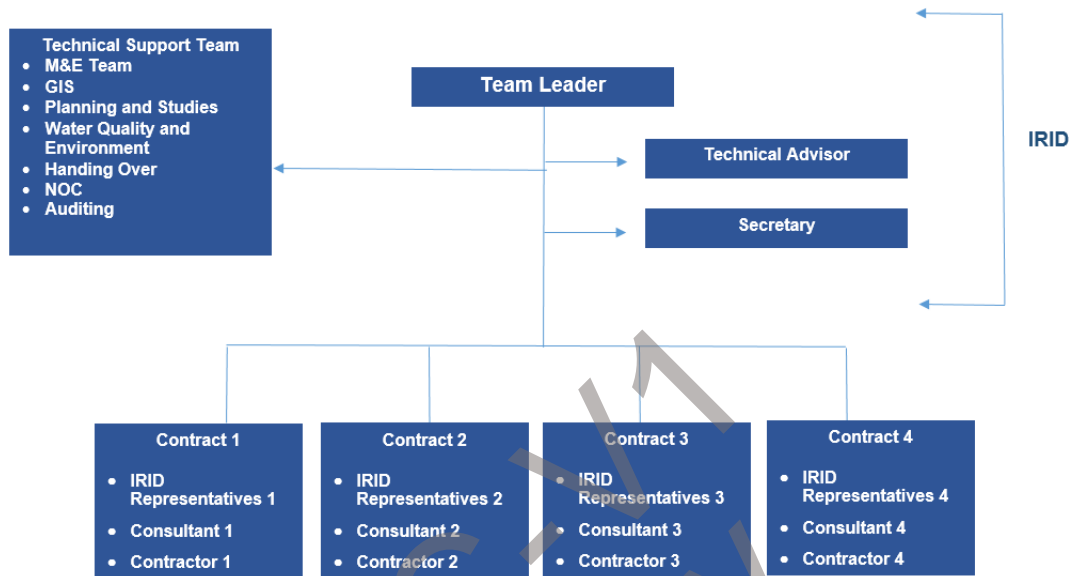 Technical Support Team
• M&E Team
• GIS
• Planning and Studies
• Water Quality and
Environment
• Handing Over
• NOC
• Auditing
Team Leader
Technical Advisor
Secretary
IRID
Contract 1
• IRID
Representatives 1
• Consultant 1
• Contractor 1
Contract 2
• IRID
Representatives 2
• Consultant 2
• Contractor 2
Contract 3
• IRID
Representatives 3
• Consultant 3
• Contractor 3
Contract 4
• IRID
Representatives 4
• Consultant 4
• Contractor 4